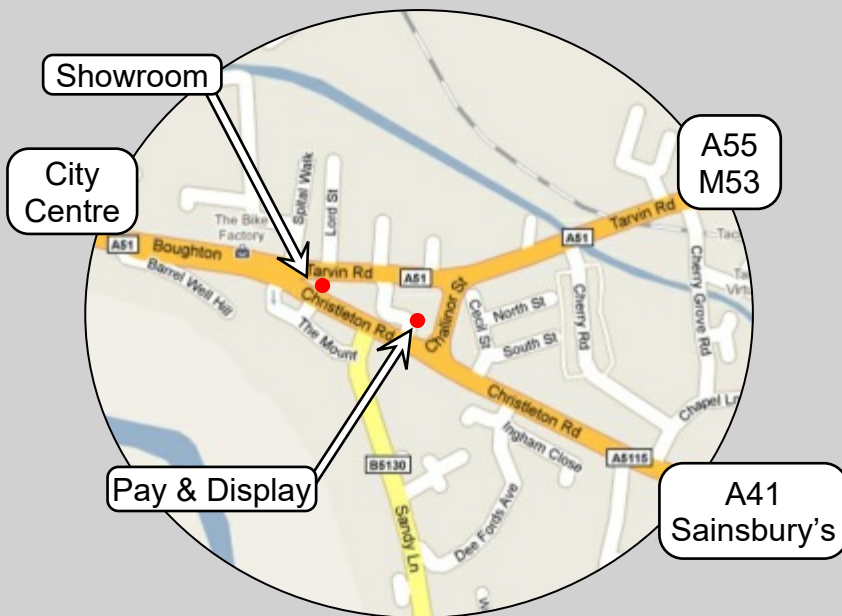 Showroom
City
Centre
A55
M53
A51
Boughton
The Bike
Factory
Spital Walk
Lord St
Barrel Well Hill
Tarvin Rd
A51
Christleton Rd
The Mount
Challinor St
A51
Tarvin Rd
Cecil St
North St
South St
Cherry Rd
Cherry Grove Rd
Chapel Ln
Christleton Rd
Ingham Close
A5115
B5130
Sandy Ln
Dee Fords Ave
Pay & Display
A41
Sainsbury’s